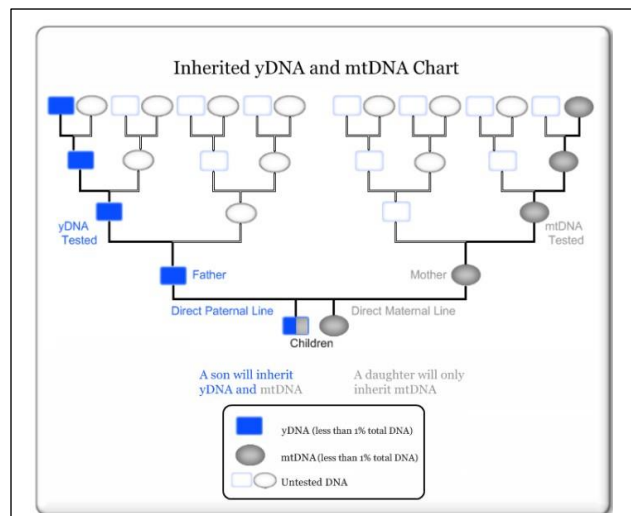 Inherited yDNA and mtDNA Chart
yDNA
Tested
mtDNA
Tested
Father
Mother
Direct Paternal Line
Direct Maternal Line
Children
A son will inherit
yDNA and mtDNA
A daughter will only
inherit mtDNA
yDNA (less than 1% total DNA)
mtDNA(less than 1% total DNA)
Untested DNA